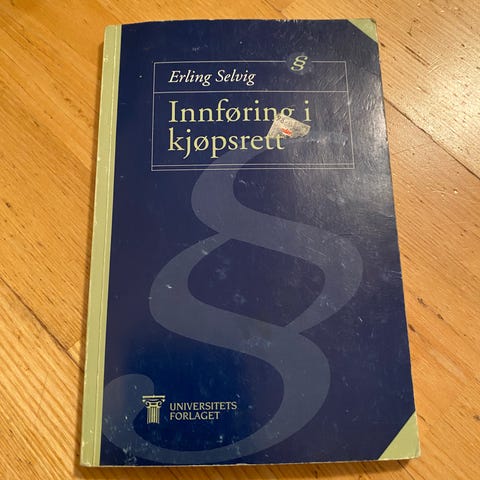 §
Erling Selvig
Innføring i
kjøpsrett
§
UNIVERSITETS
FORLAGET